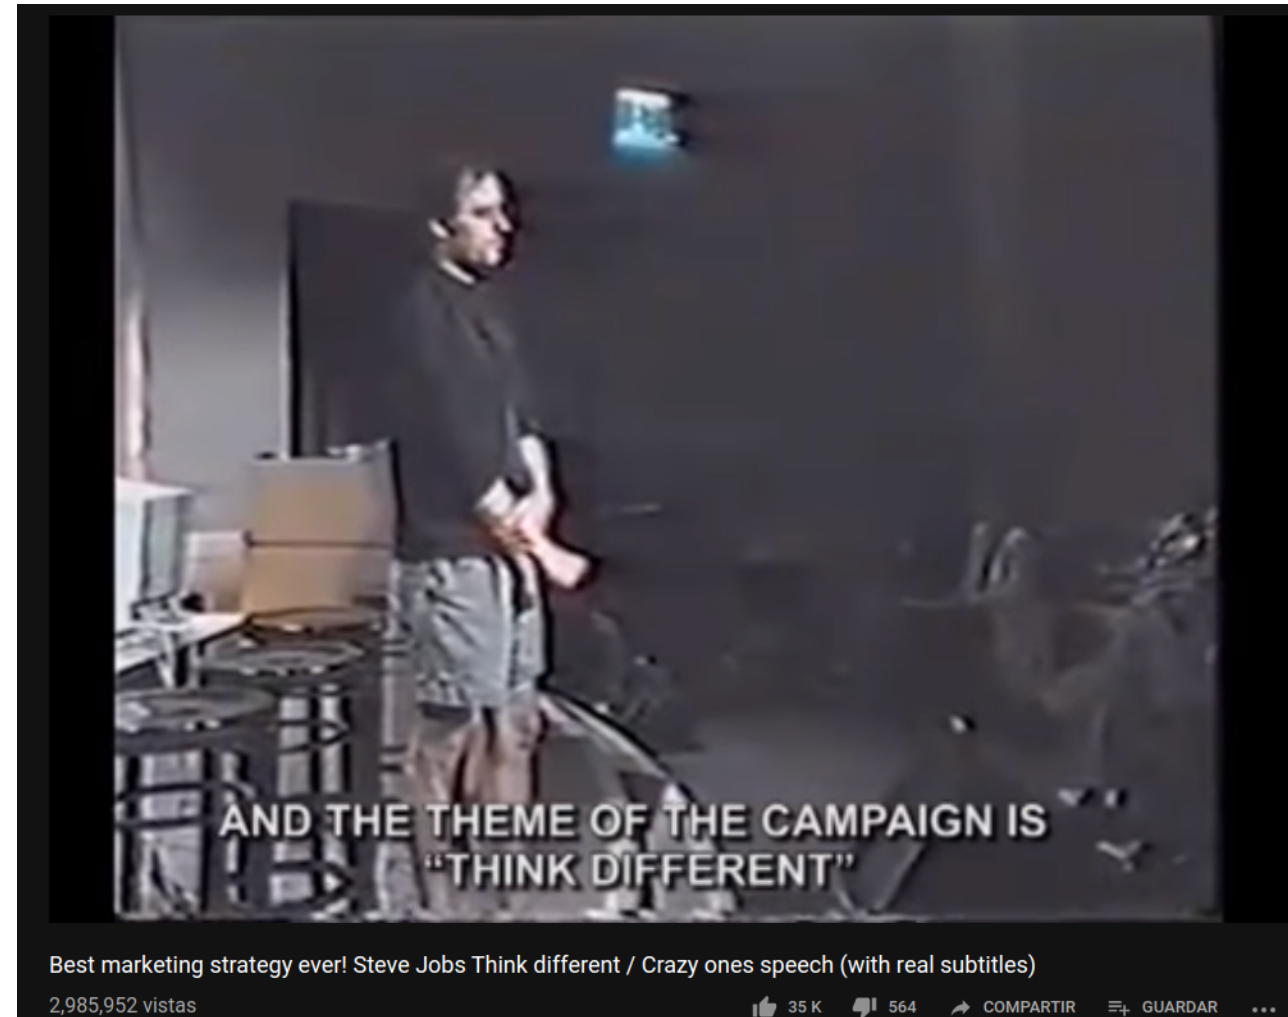 AND THE THEME OF THE CAMPAIGN IS
“THINK DIFFERENT”
Best marketing strategy ever! Steve Jobs Think different / Crazy ones speech (with real subtitles)
2,985,952 vistas
35 K
564
COMPARTIR
GUARDAR